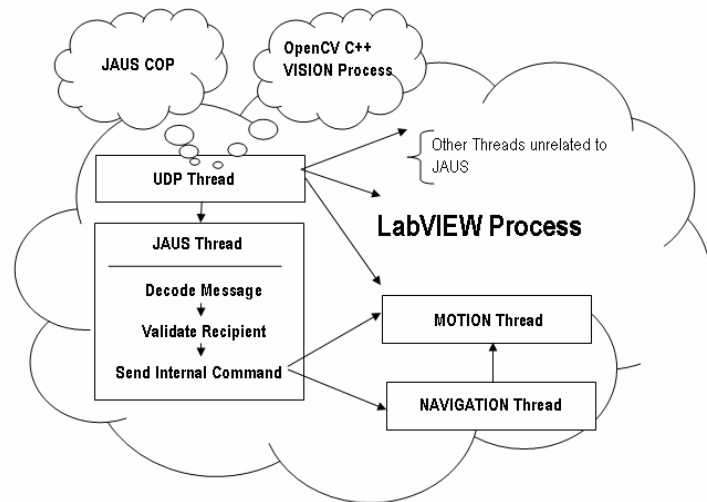 JAUS COP
OpenCV C++
VISION Process
Other Threads unrelated to
JAUS
UDP Thread
LabVIEW Process
JAUS Thread
Decode Message
Validate Recipient
Send Internal Command
MOTION Thread
NAVIGATION Thread